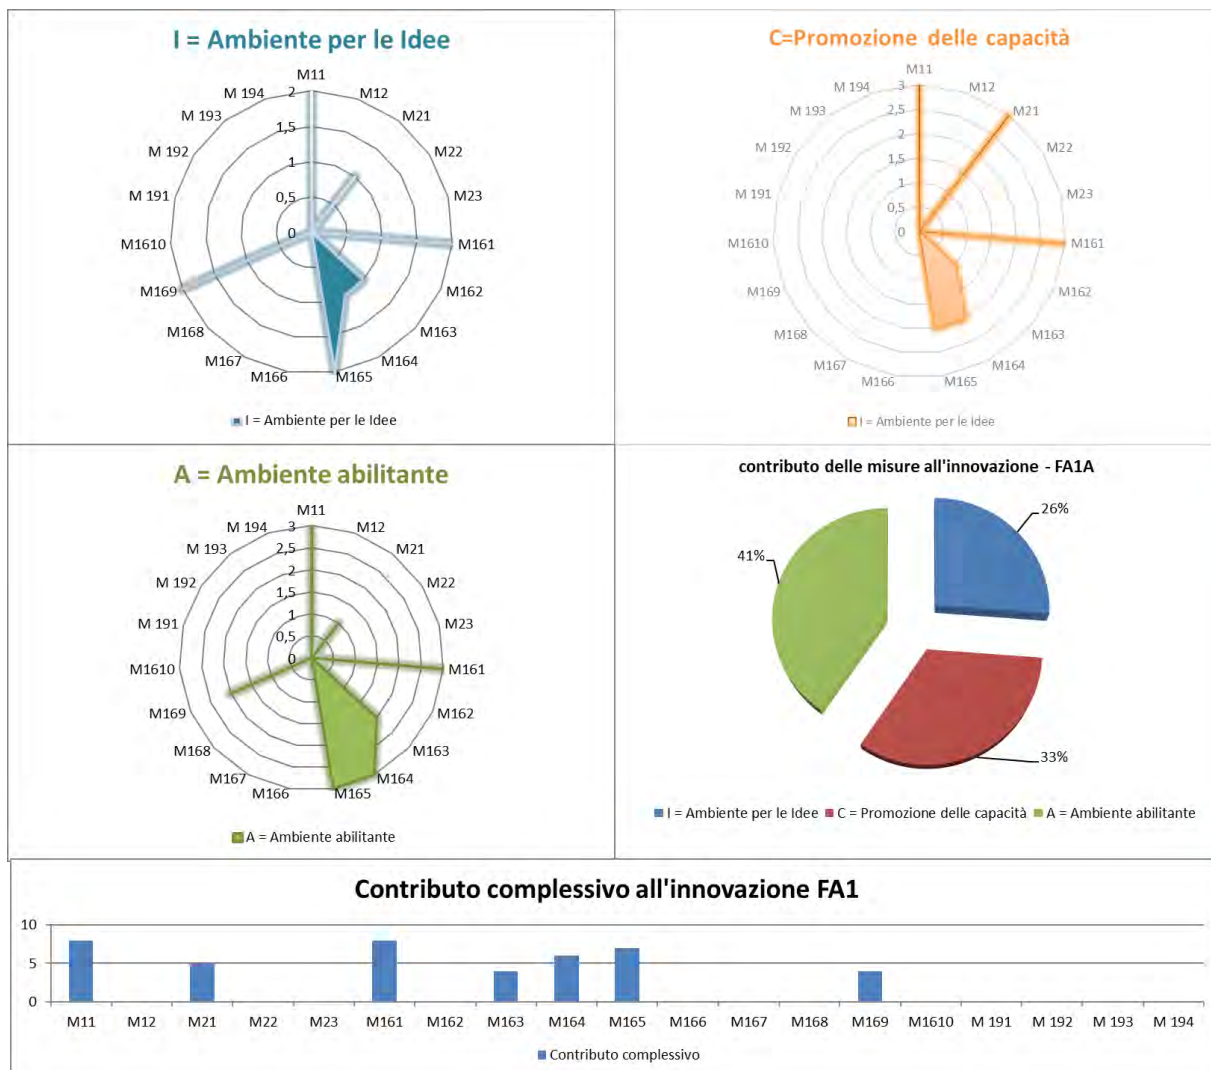 I = Ambiente per le Idee
M11
M12
M21
M22
M23
M161
M162
M163
M164
M165
M166
M167
M168
M169
M1610
M 191
M 192
M 193
M 194
2
1,5
1
0,5
0
I = Ambiente per le Idee
C=Promozione delle capacità
M11
M12
M21
M22
M23
M161
M162
M163
M164
M165
M166
M167
M168
M169
M1610
M 191
M 192
M 193
M 194
3
2,5
2
1,5
1
0,5
0
I = Ambiente per le Idee
A = Ambiente abilitante
M11
M12
M21
M22
M23
M161
M162
M163
M164
M165
M166
M167
M168
M169
M1610
M 191
M 192
M 193
M 194
3
2,5
2
1,5
1
0,5
0
A = Ambiente abilitante
contributo delle misure all'innovazione - FA1A
26%
41%
33%
I = Ambiente per le Idee C = Promozione delle capacità A = Ambiente abilitante
Contributo complessivo all'innovazione FA1
10
5
0
M11 M12 M21 M22 M23 M161 M162 M163 M164 M165 M166 M167 M168 M169 M1610 M 191 M 192 M 193 M 194
Contributo complessivo